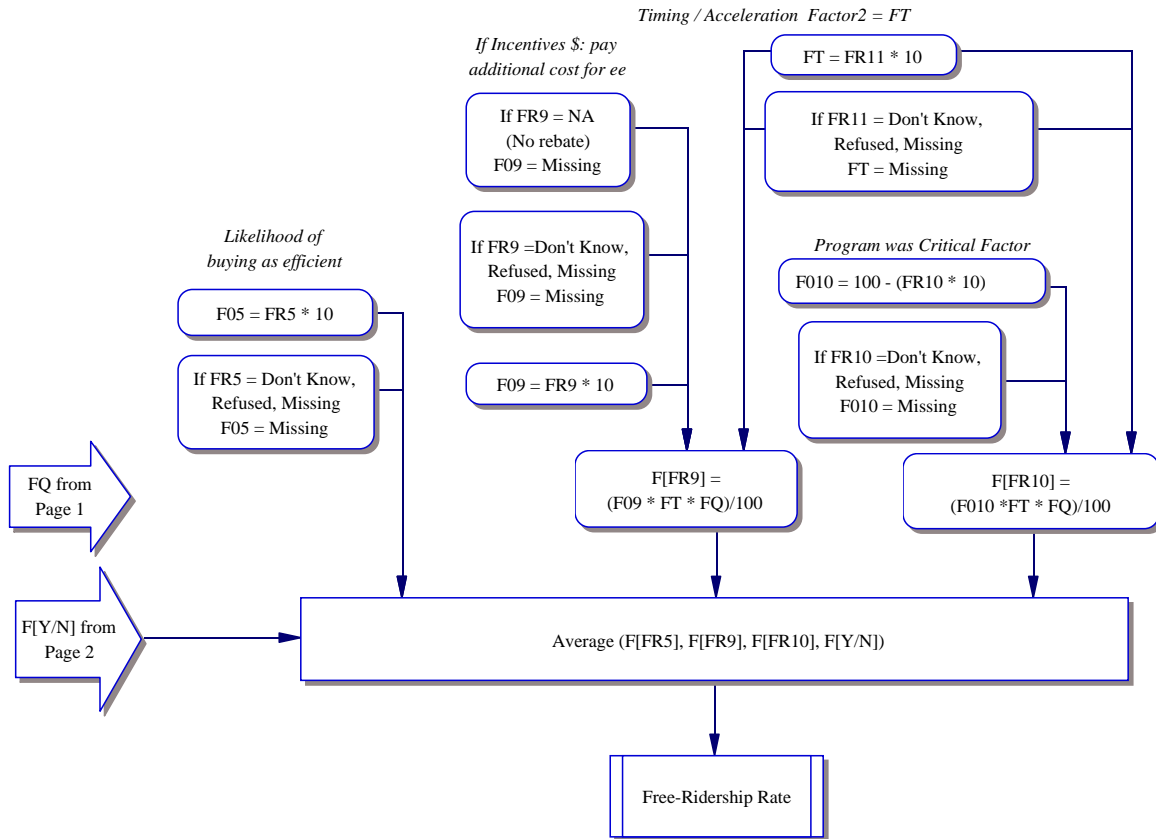 Timing / Acceleration  Factor2 = FT
If Incentives $: pay
additional cost for ee
FT = FR11 * 10
If FR9 = NA
(No rebate)
F09 = Missing
If FR11 = Don't Know,
Refused, Missing
FT = Missing
Likelihood of
buying as efficient
If FR9 =Don't Know,
Refused, Missing
F09 = Missing
Program was Critical Factor
F010 = 100 - (FR10 * 10)
F05 = FR5 * 10
If FR5 = Don't Know,
Refused, Missing
F05 = Missing
F09 = FR9 * 10
If FR10 =Don't Know,
Refused, Missing
F010 = Missing
FQ from
Page 1
F[FR9] =
(F09 * FT * FQ)/100
F[FR10] =
(F010 *FT * FQ)/100
F[Y/N] from
Page 2
Average (F[FR5], F[FR9], F[FR10], F[Y/N])
Free-Ridership Rate